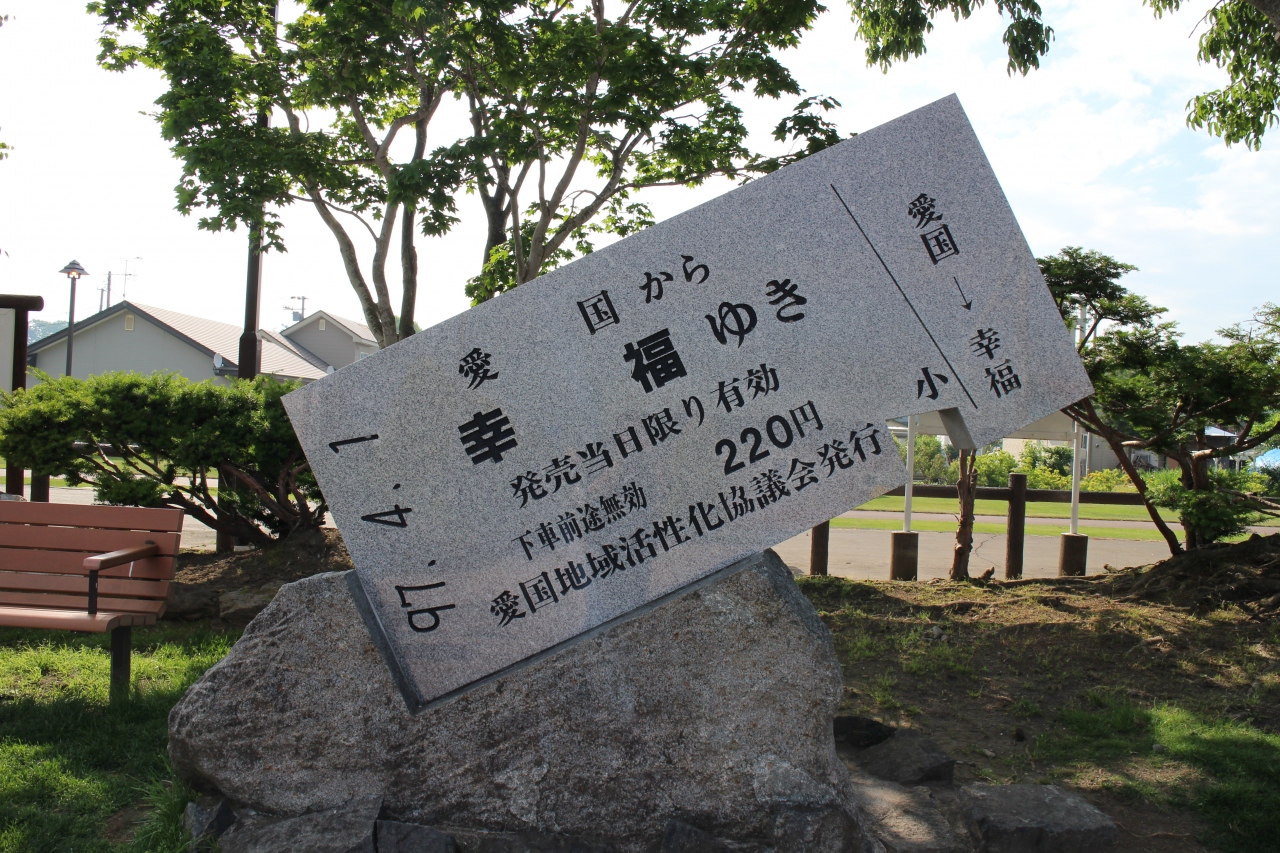 愛国から
幸福ゆき
発売当日限り有効
下車前途無効
220円
愛国地域活性化協議会発行
27.4.1
愛国→幸福
小